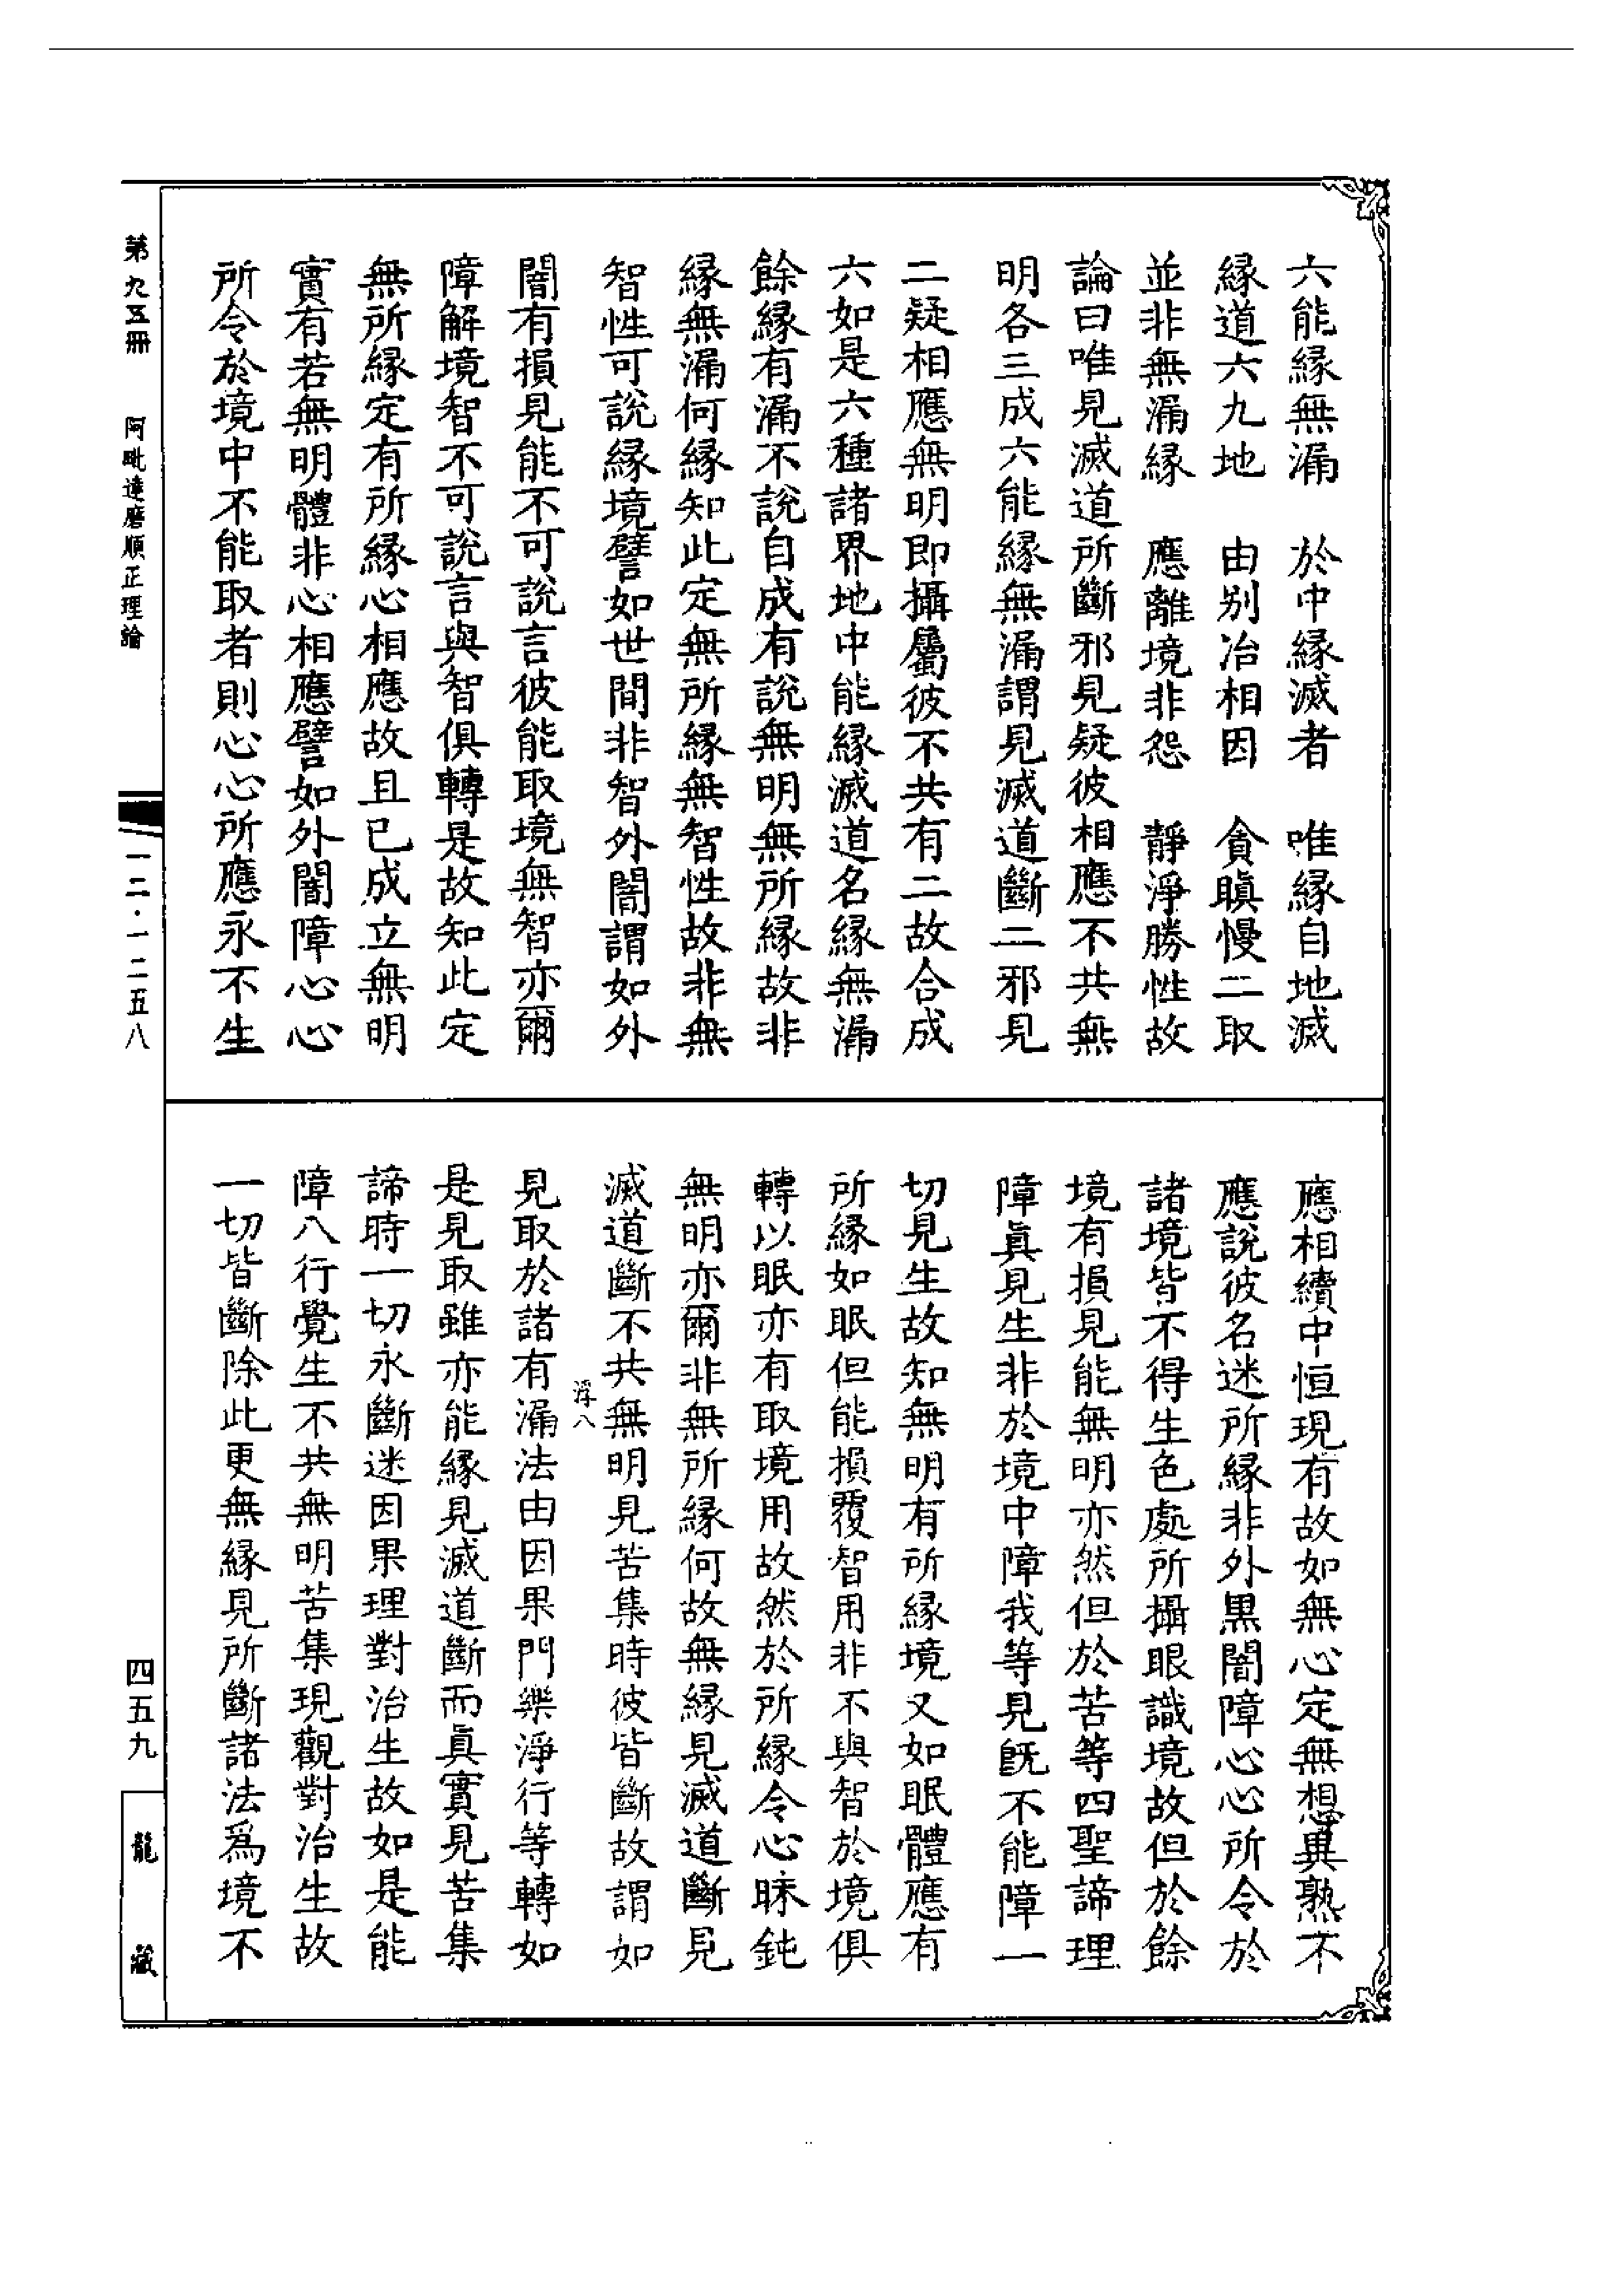 六能緣無漏　於中緣滅者　唯緣自地滅
緣道六九地　由別治相因　貪瞋慢二取
並非無漏緣　應離境非怨　靜淨勝性故
論曰唯見滅道所斷邪見疑彼相應不共無
明各三成六能緣無漏謂見滅道斷二邪見
二疑相應無明即攝屬彼不共有二故合成
六如是六種諸界地中能緣滅道名緣無漏
餘緣有漏不說自成有說無明無所緣故非
緣無漏何緣知此定無所緣無智性故非無
智性可說緣境譬如世間非智外闇謂如外
闇有損見能不可說言彼能取境無智亦爾
障解境智不可說言與智俱轉是故知此定
無所緣定有所緣心相應故且已成立無明
實有若無明體非心相應譬如外闇障心心
所令於境中不能取者則心心所應永不生
應相續中恒現有故如無心定無想異熟不
應說彼名迷所緣非外黑闇障心心所令於
諸境皆不得生色處所攝眼識境故但於餘
境有損見能無明亦然但於苦等四聖諦理
障眞見生非於境中障我等見旣不能障一
切見生故知無明有所緣境又如眠體應有
所緣如眠但能損覆智用非不與智於境俱
轉以眠亦有取境用故然於所緣令心昧鈍
無明亦爾非無所緣何故無緣見滅道斷見
滅道斷不共無明見苦集時彼皆斷故謂如
浮八
見取於諸有漏法由因果門樂淨行等轉如
是見取雖亦能緣見滅道斷而眞實見苦集
諦時一切永斷迷因果理對治生故如是能
障八行覺生不共無明苦集現觀對治生故
一切皆斷除此更無緣見所斷諸法爲境不
第九五冊　阿毗達磨順正理論
一二·一二五八
四五九
龍藏